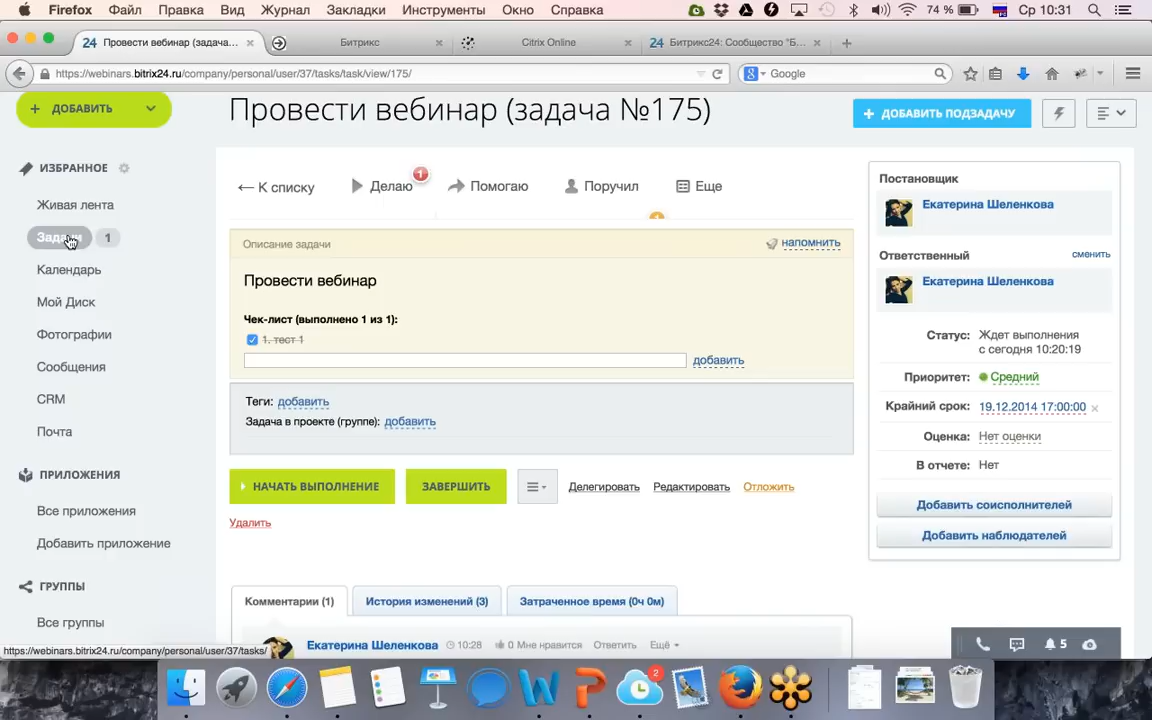 Firefox Файл Правка Вид Журнал Закладки Инструменты Окно Справка 74 % Ср 10:31
24 Провести вебинар (задача... × Битрикс × Citrix Online × 24 Битрикс24: Сообщество "Б... × +
https://webinars.bitrix24.ru/company/personal/user/37/tasks/task/view/175/ Google
+ ДОБАВИТЬ
Провести вебинар (задача №175)
+ ДОБАВИТЬ ПОДЗАДАЧУ
ИЗБРАННОЕ
Живая лента
Задачи 1
Календарь
Мой Диск
Фотографии
Сообщения
CRM
Почта
ПРИЛОЖЕНИЯ
Все приложения
Добавить приложение
ГРУППЫ
Все группы
← К списку Делаю 1 Помогаю Поручил Еще
Описание задачи напомнить
Провести вебинар
Чек-лист (выполнено 1 из 1):
1. тест 1
добавить
Теги: добавить
Задача в проекте (группе): добавить
НАЧАТЬ ВЫПОЛНЕНИЕ ЗАВЕРШИТЬ Делегировать Редактировать Отложить
Удалить
Комментарии (1) История изменений (3) Затраченное время (0ч 0м)
Екатерина Шеленкова 10:28 0 Мне нравится Ответить Ещё
Постановщик
Екатерина Шеленкова
Ответственный сменить
Екатерина Шеленкова
Статус: Ждет выполнения
с сегодня 10:20:19
Приоритет: Средний
Крайний срок: 19.12.2014 17:00:00 ×
Оценка: Нет оценки
В отчете: Нет
Добавить соисполнителей
Добавить наблюдателей
5
https://webinars.bitrix24.ru/company/personal/user/37/tasks/
2